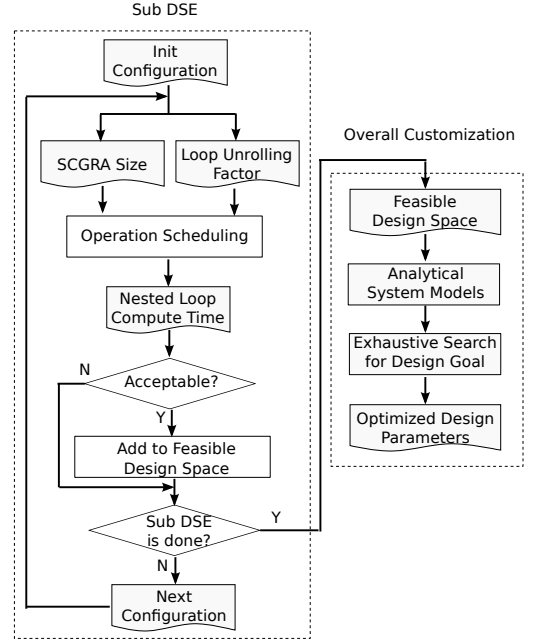 Sub DSE
Init
Configuration
SCGRA Size
Loop Unrolling
Factor
Operation Scheduling
Nested Loop
Compute Time
Acceptable?
N
Y
Add to Feasible
Design Space
Sub DSE
is done?
Y
N
Next
Configuration
Overall Customization
Feasible
Design Space
Analytical
System Models
Exhaustive Search
for Design Goal
Optimized Design
Parameters